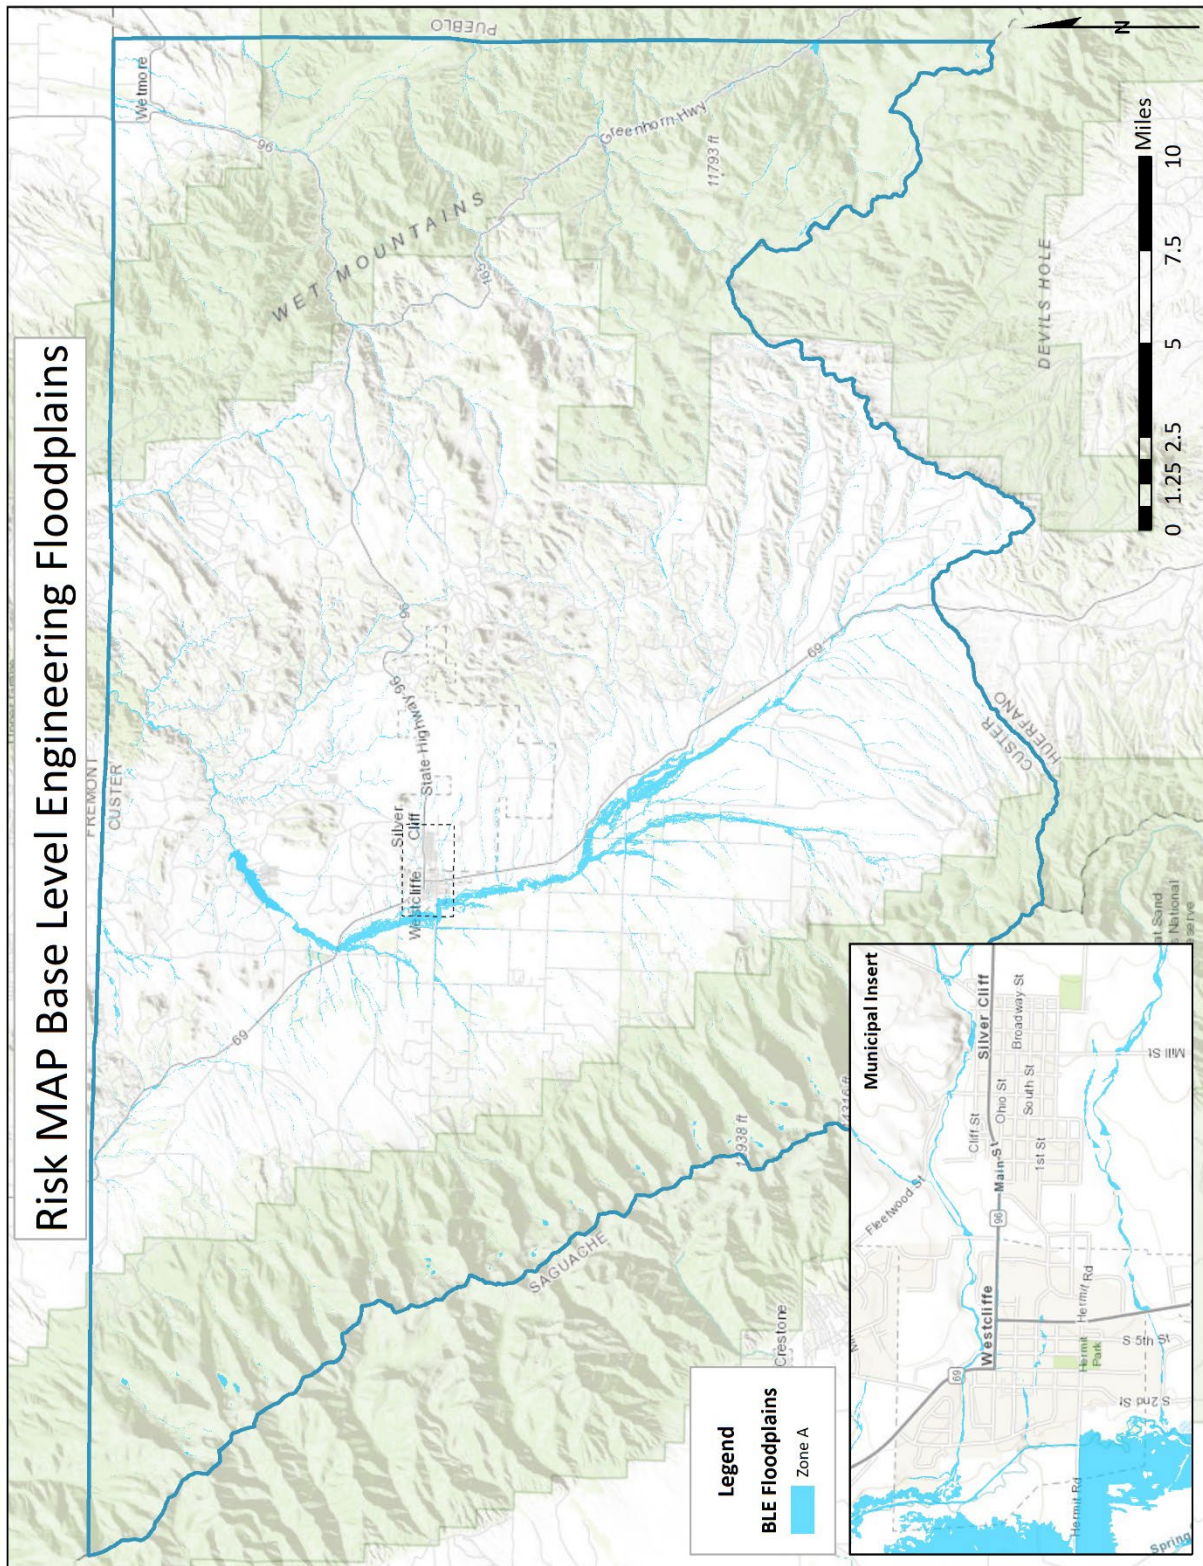 Risk MAP Base Level Engineering Floodplains
FREMONT
CUSTER
PUEBLO
Wetmore
96
WET MOUNTAINS
165
Greenhorn Hwy
11793 ft
96
State Highway 96
Silver
Cliff
Westcliffe
69
69
CUSTER
HUERFANO
DEVILS HOLE
SAGUACHE
Crestone
N
0 1.25 2.5 5 7.5 10
Miles
Legend
BLE Floodplains
Zone A
Municipal Insert
Fleetwood St
Cliff St
Silver Cliff
Ohio St
Broadway St
South St
1st St
Main St
96
Mill St
Westcliffe
69
Hermit Rd
Hermit
Park
S 5th St
S 2nd St
Hermit Rd
Spring